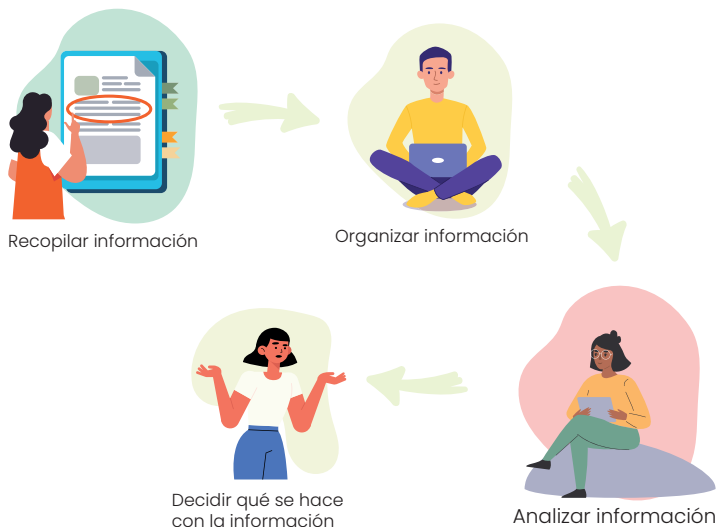 Recopilar información
Organizar información
Analizar información
Decidir qué se hace
con la información